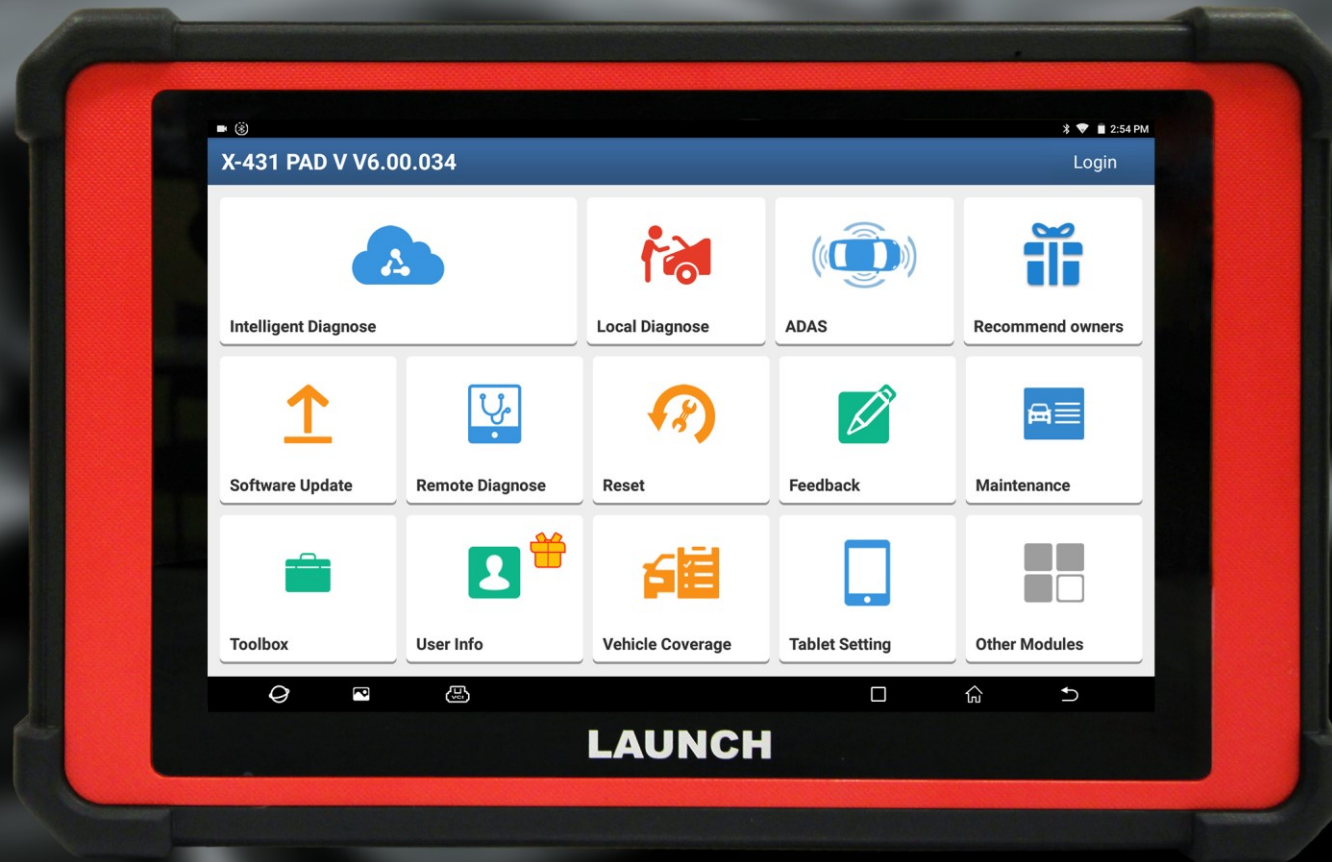 2:54 PM
X-431 PAD V V6.00.034
Login
Intelligent Diagnose
Local Diagnose
ADAS
Recommend owners
Software Update
Remote Diagnose
Reset
Feedback
Maintenance
Toolbox
User Info
Vehicle Coverage
Tablet Setting
Other Modules
VCI
LAUNCH